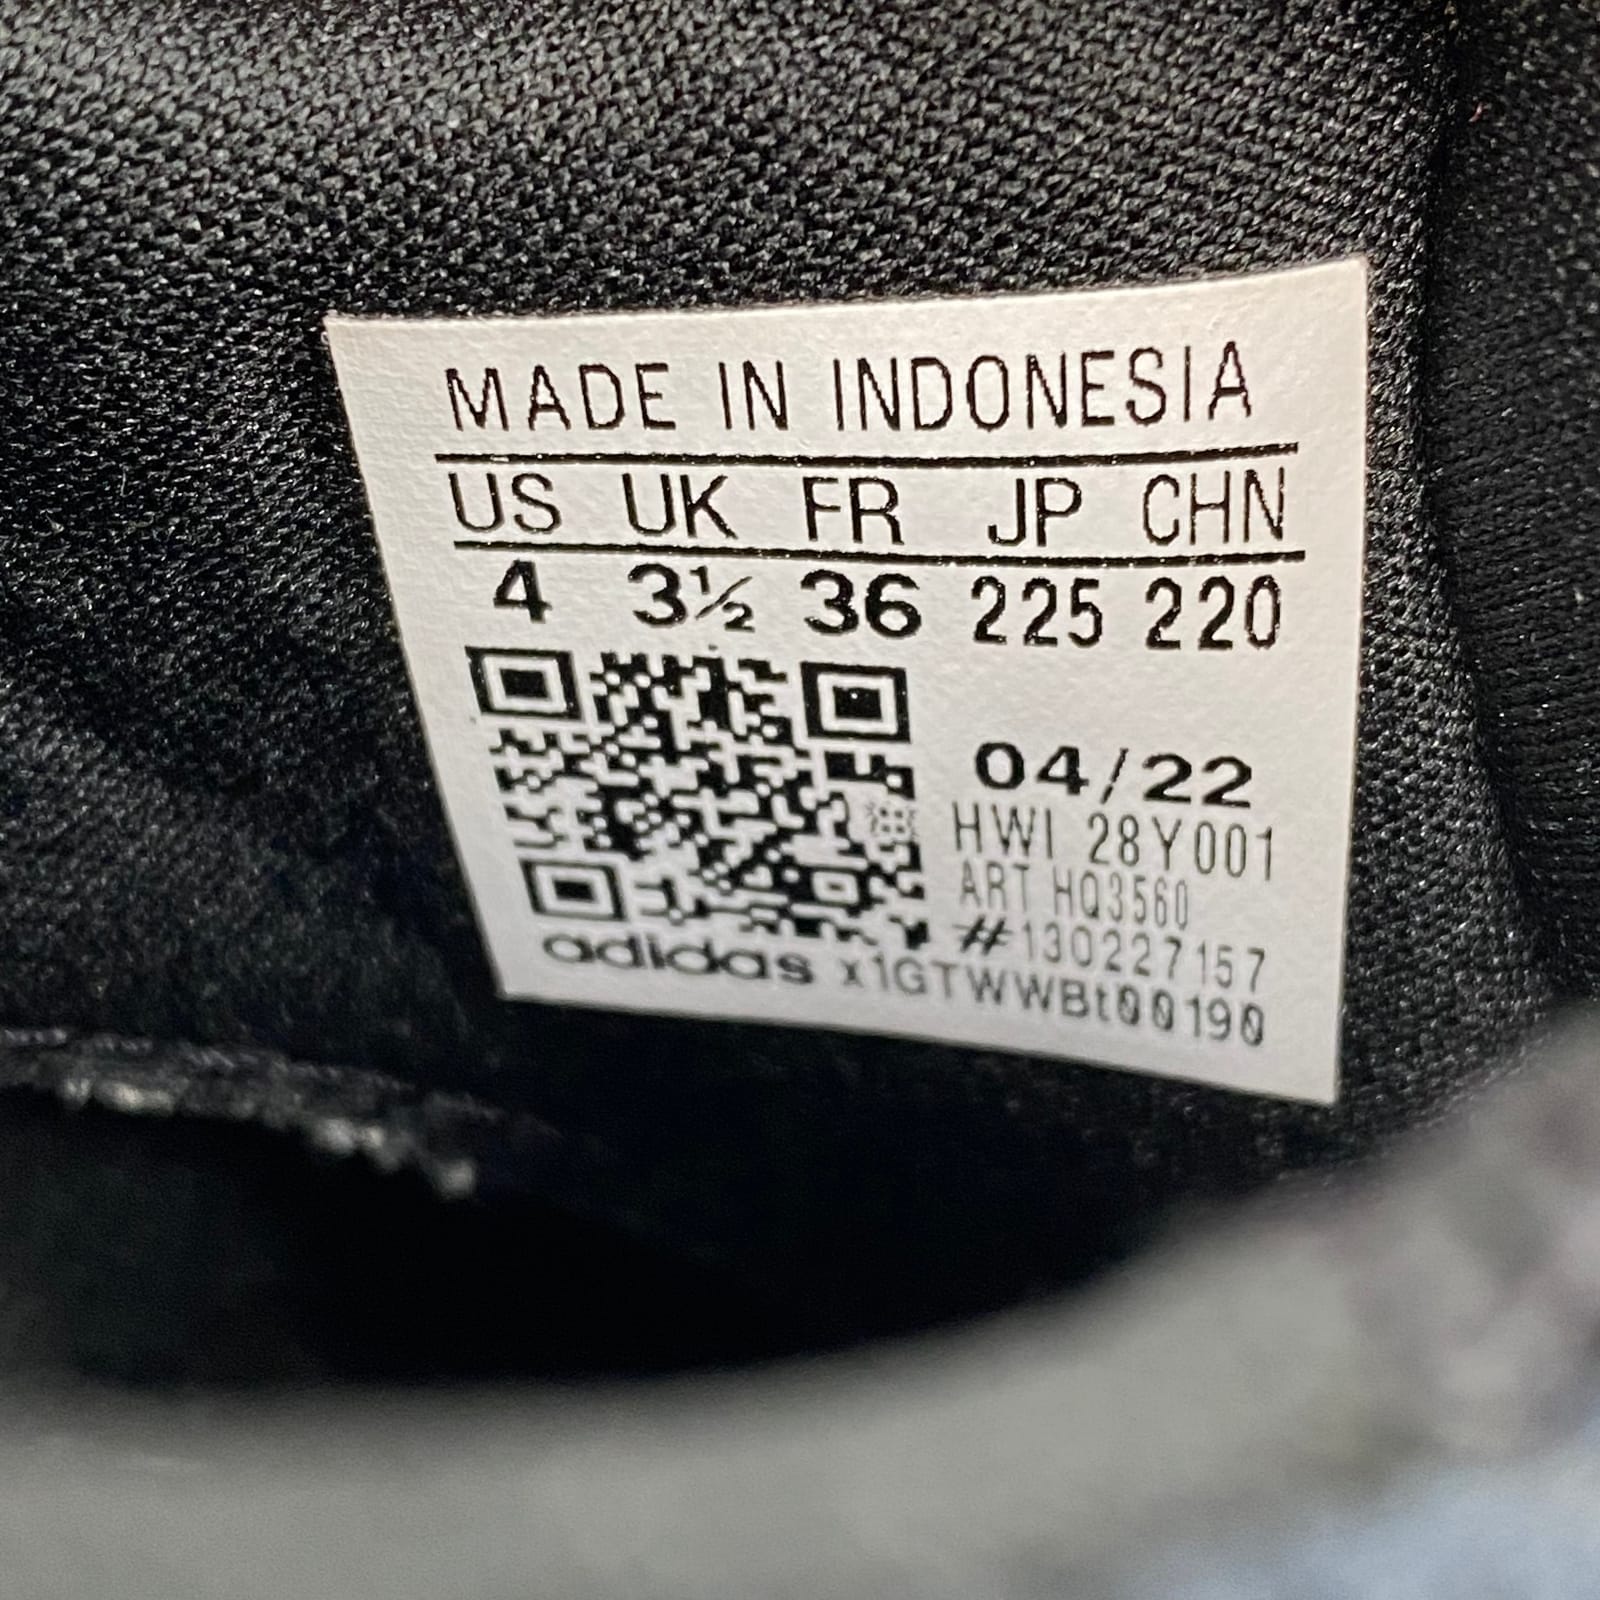 MADE IN INDONESIA
US UK FR JP CHN
4 3½ 36 225 220
04/22
HWI 28Y001
ART HQ3560
#130227157
adidas x1GTWWBt00190